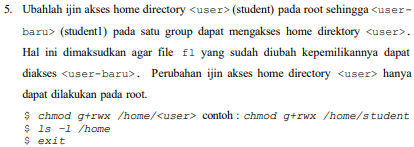 5. Ubahlah ijin akses home directory <user> (student) pada root sehingga <user-
baru> (student1) pada satu group dapat mengakses home direktory <user>.
Hal ini dimaksudkan agar file f1 yang sudah diubah kepemilikannya dapat
diakses <user-baru>. Perubahan ijin akses home directory <user> hanya
dapat dilakukan pada root.
$ chmod g+rwx /home/<user> contoh : chmod g+rwx /home/student
$ ls -l /home
$ exit